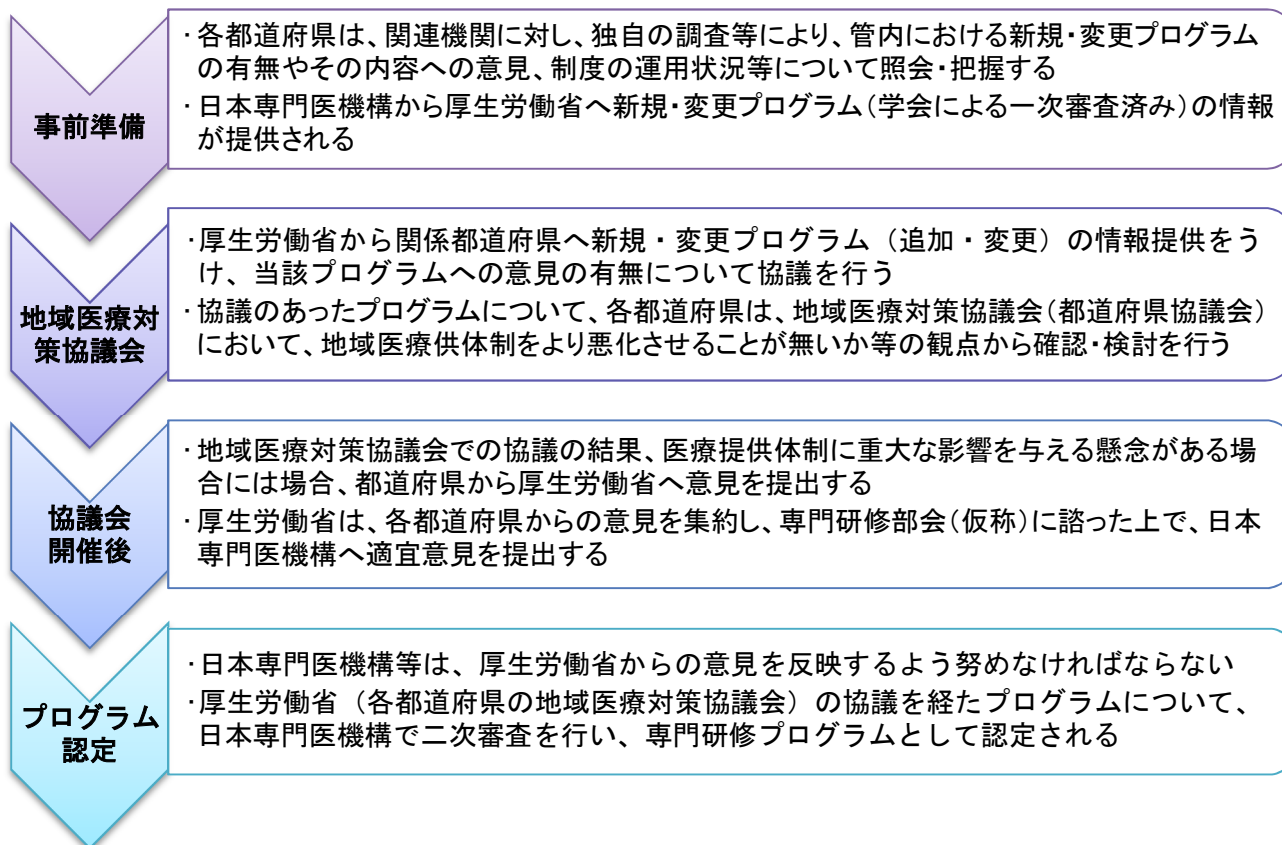 事前準備
・各都道府県は、関連機関に対し、独自の調査等により、管内における新規・変更プログラム
の有無やその内容への意見、制度の運用状況等について照会・把握する
・日本専門医機構から厚生労働省へ新規・変更プログラム(学会による一次審査済み)の情報
が提供される
地域医療対
策協議会
・厚生労働省から関係都道府県へ新規・変更プログラム(追加・変更)の情報提供をう
け、当該プログラムへの意見の有無について協議を行う
・協議のあったプログラムについて、各都道府県は、地域医療対策協議会(都道府県協議会)
において、地域医療供体制をより悪化させることが無いか等の観点から確認・検討を行う
協議会
開催後
・地域医療対策協議会での協議の結果、医療提供体制に重大な影響を与える懸念がある場
合には場合、都道府県から厚生労働省へ意見を提出する
・厚生労働省は、各都道府県からの意見を集約し、専門研修部会(仮称)に諮った上で、日本
専門医機構へ適宜意見を提出する
プログラム
認定
・日本専門医機構等は、厚生労働省からの意見を反映するよう努めなければならない
・厚生労働省(各都道府県の地域医療対策協議会)の協議を経たプログラムについて、
日本専門医機構で二次審査を行い、専門研修プログラムとして認定される